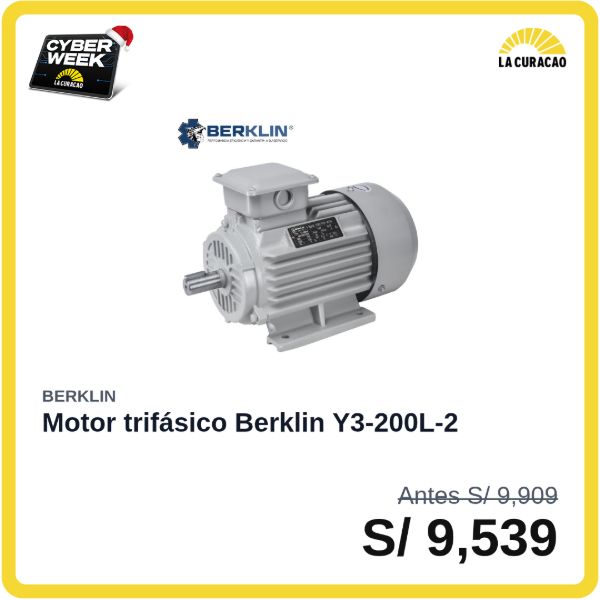 CYBER
WEEK
LA CURACAO
LA CURACAO
BERKLIN®
BERKLIN
Motor trifásico Berklin Y3-200L-2
Antes S/ 9,909
S/ 9,539